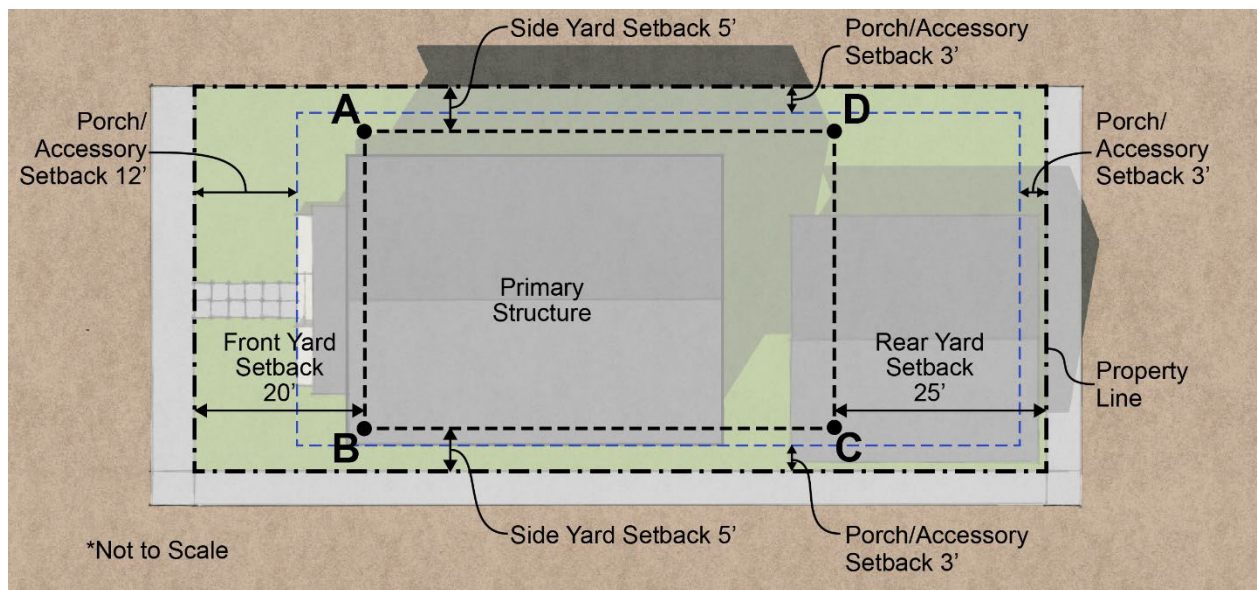 Side Yard Setback 5’
Porch/Accessory
Setback 3’
A
D
Porch/
Accessory
Setback 12’
Porch/
Accessory
Setback 3’
Primary
Structure
Front Yard
Setback
20’
Rear Yard
Setback
25’
Property
Line
B
C
Side Yard Setback 5’
Porch/Accessory
Setback 3’
*Not to Scale